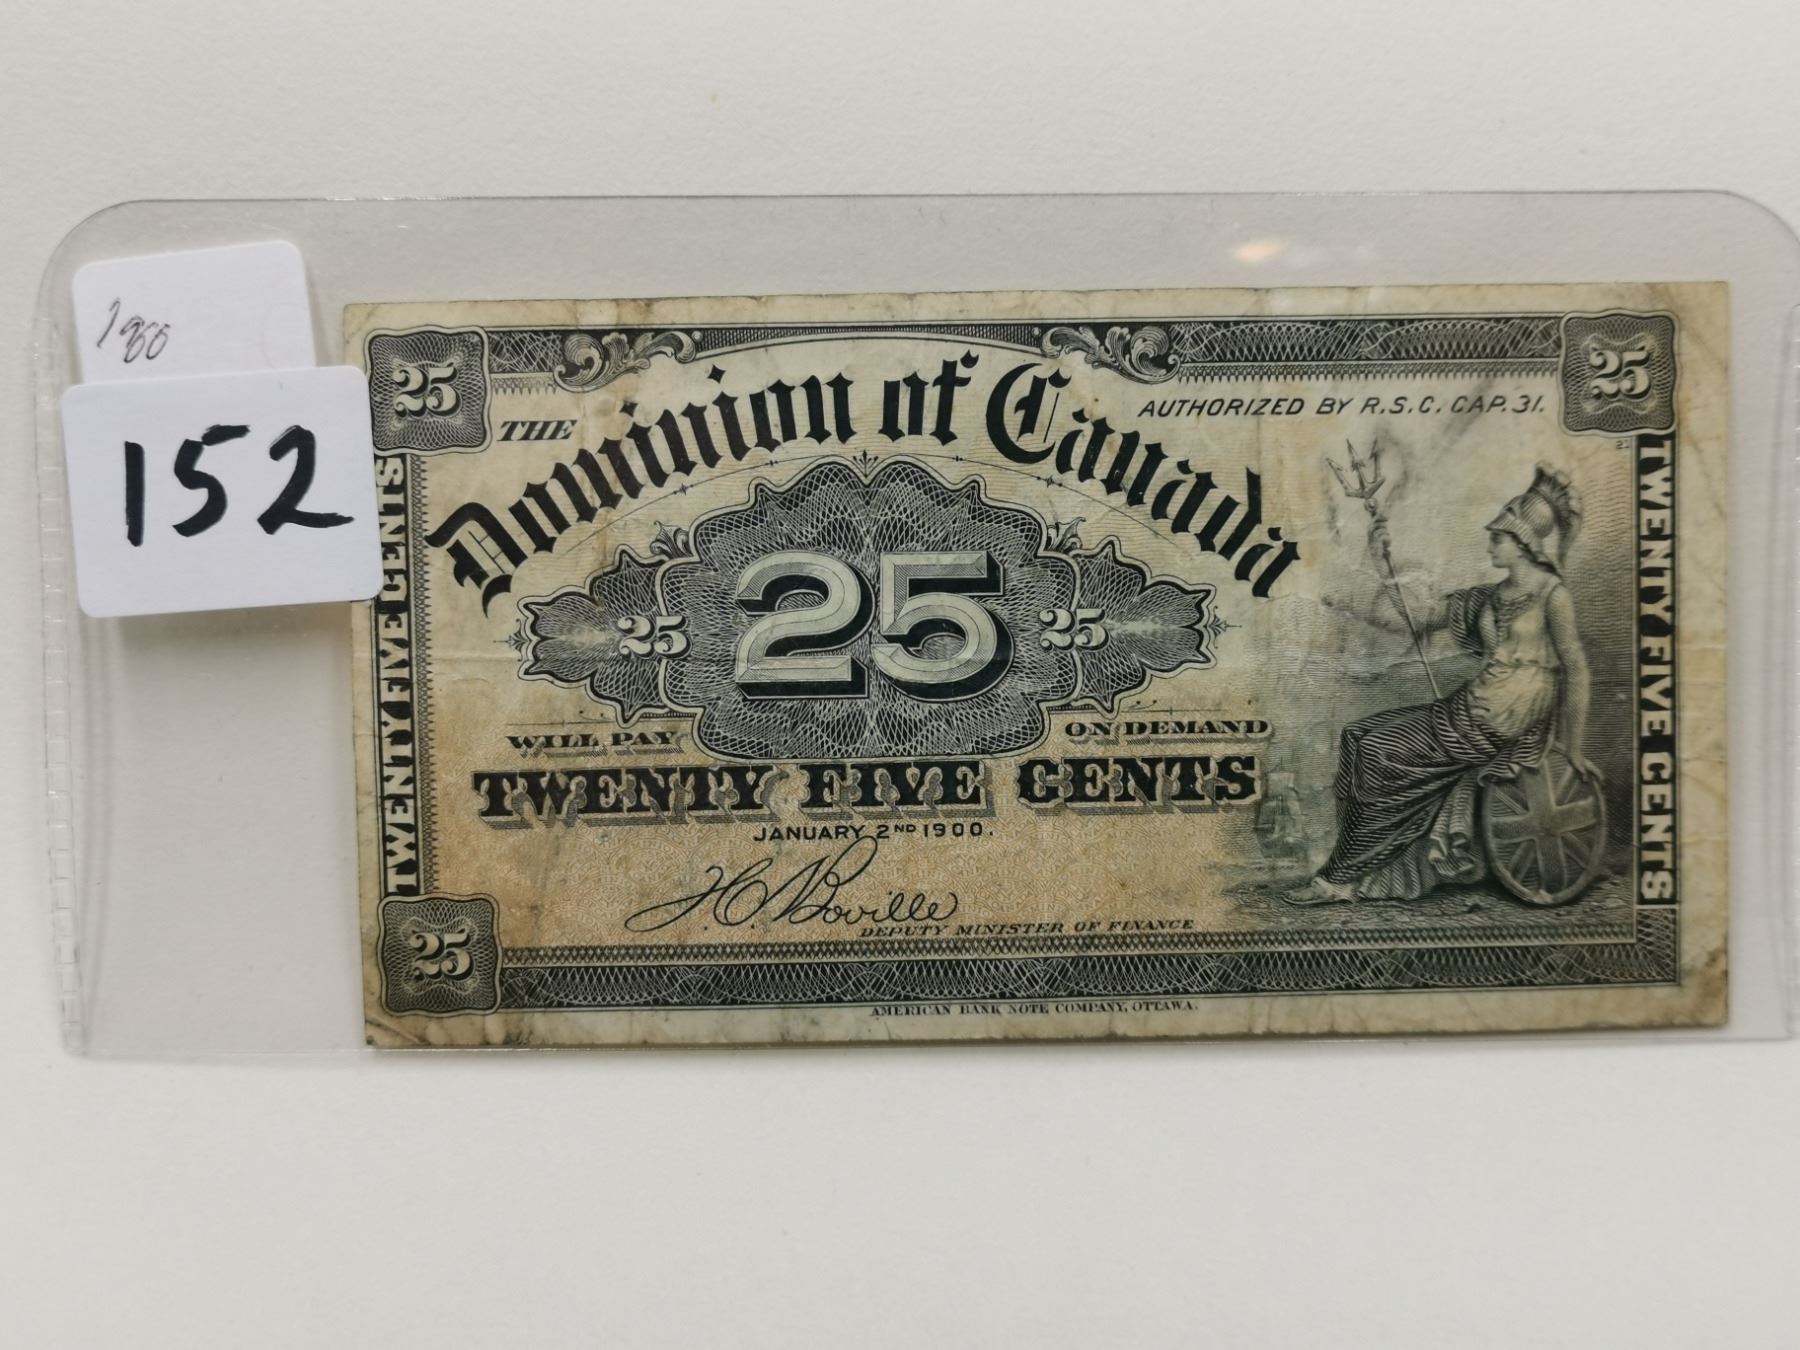 1900
152
25
25
THE Dominion of Canada
AUTHORIZED BY R.S.C. CAP. 31.
21
TWENTY FIVE CENTS
TWENTY FIVE CENTS
25
25
25
WILL PAY
ON DEMAND
TWENTY FIVE CENTS
JANUARY 2ND 1900.
H C Boville
DEPUTY MINISTER OF FINANCE
25
AMERICAN BANK NOTE COMPANY, OTTAWA.